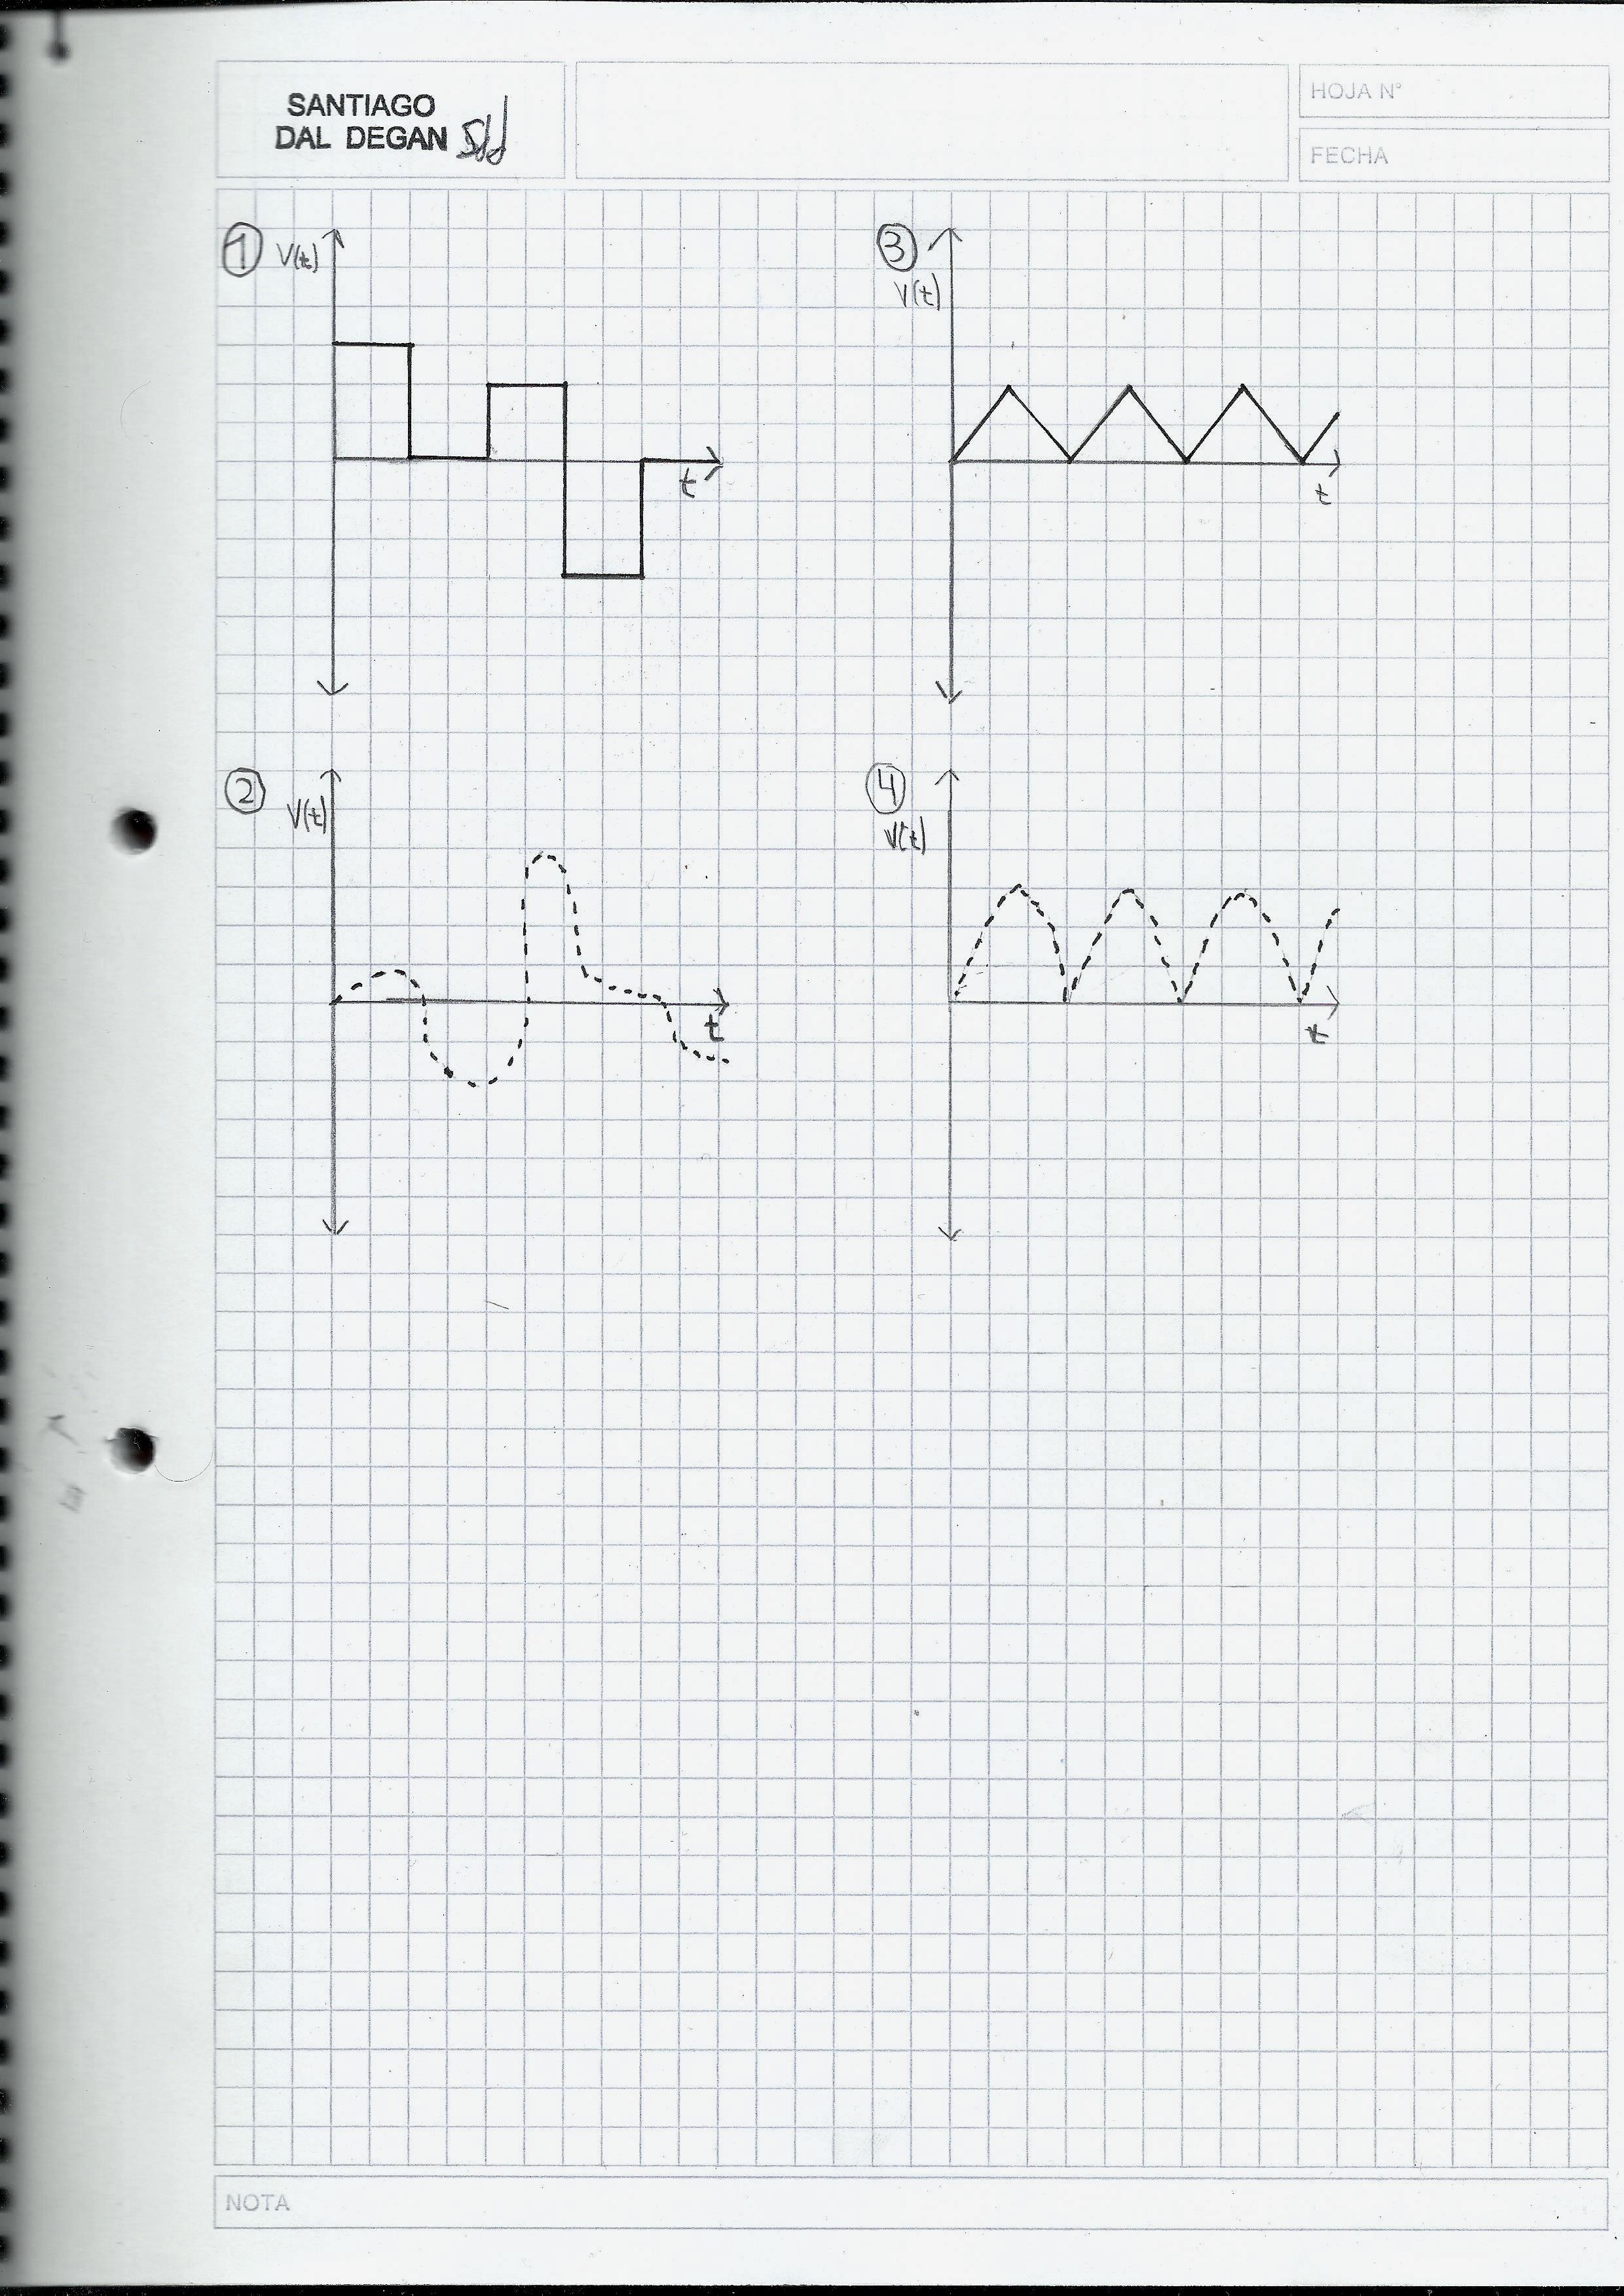 SANTIAGO
DAL DEGAN Sdd
HOJA N°
FECHA
1 V(t)
t
3
V(t)
t
2 V(t)
t
4
V(t)
t
NOTA